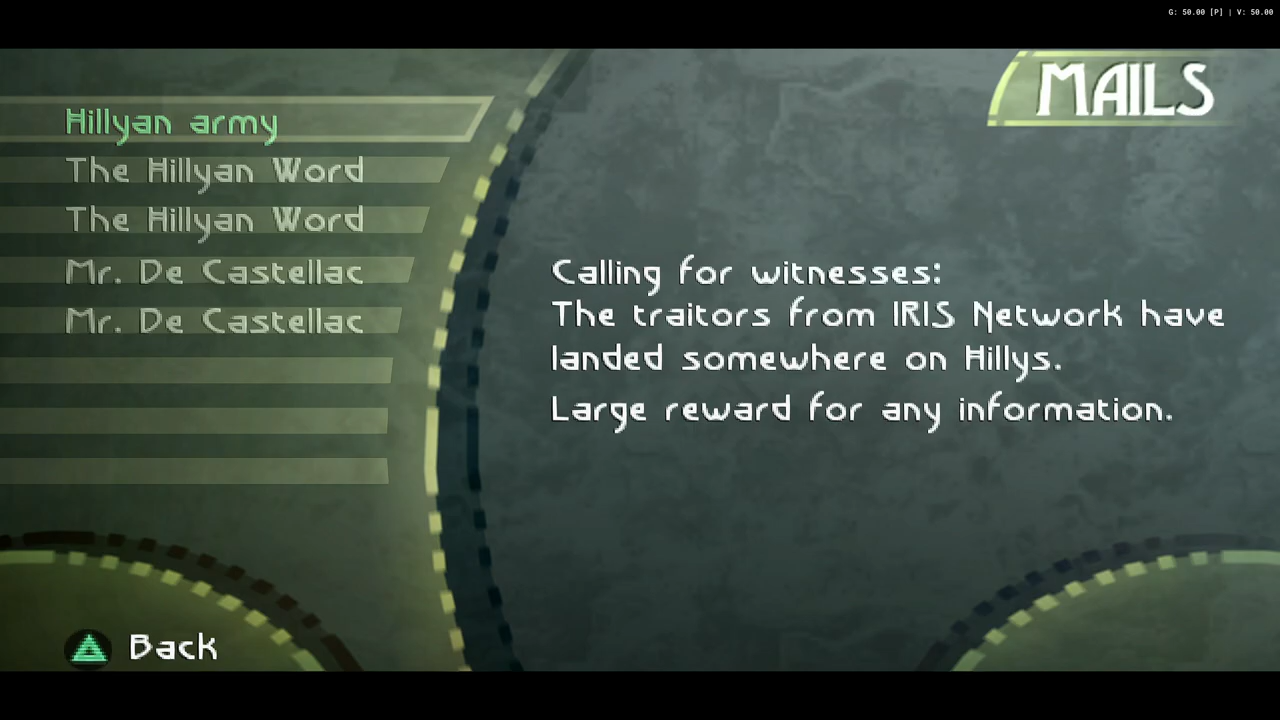 G: 50.00 [P] | V: 50.00
MAILS
Hillyan army
The Hillyan Word
The Hillyan Word
Mr. De Castellac
Mr. De Castellac
Calling for witnesses:
The traitors from IRIS Network have
landed somewhere on Hillys.
Large reward for any information.
Back